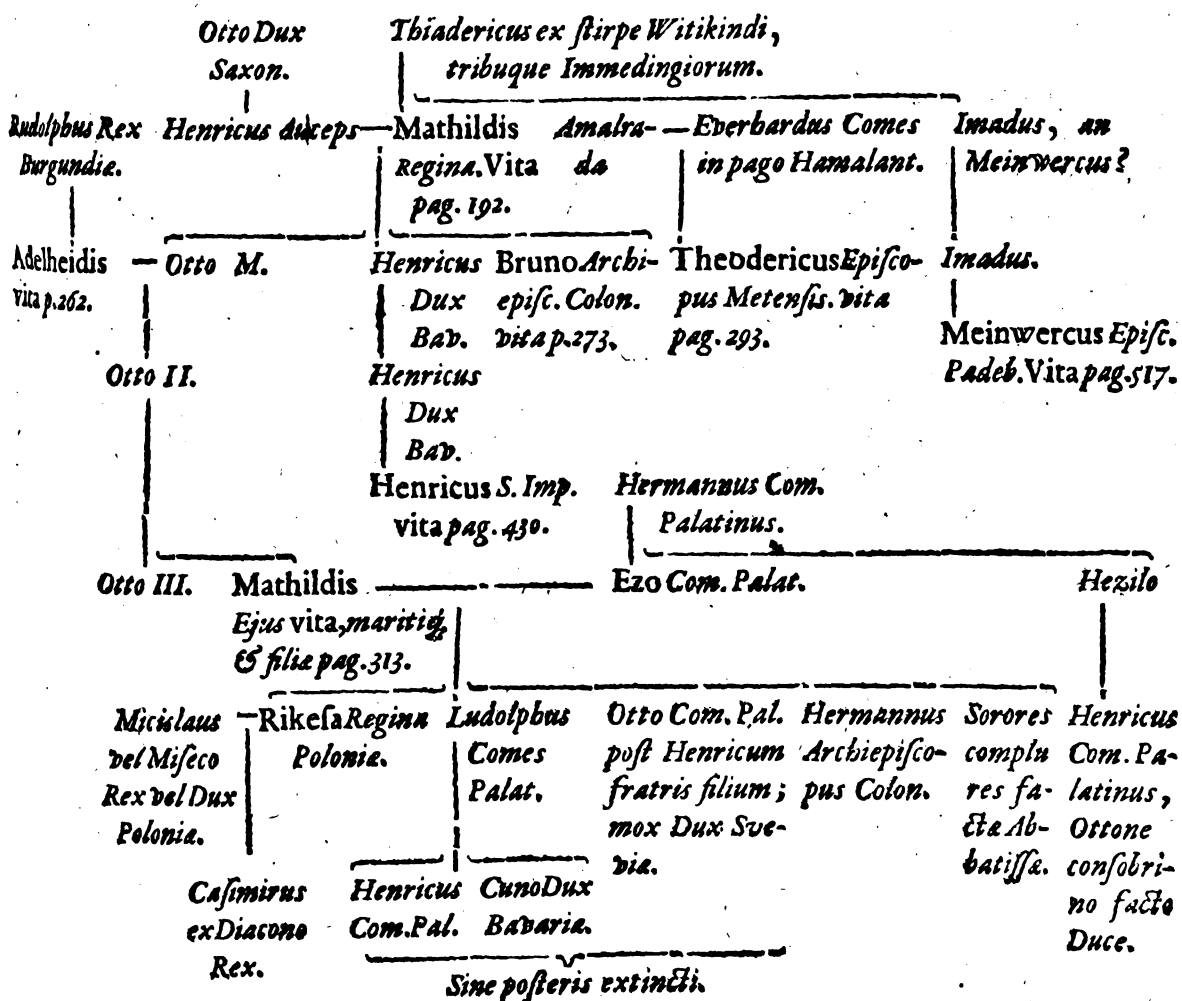 Otto Dux Thiadericus ex ſtirpe Witikindi,
Saxon. tribuque Immedingiorum.
Rudolphus Rex Henricus Auceps—Mathildis Amalra- — Everhardus Comes Imadus, an
Burgundiæ. Regina. Vita da in pago Hamalant. Meinwercus?
pag. 192.
Adelheidis — Otto M. Henricus Bruno Archi- Theodericus Epiſco- Imadus.
vita p.262. Dux epiſc. Colon. pus Metenſis. vita
Bav. vita p.273. pag. 293. Meinwercus Epiſc.
Otto II. Henricus Padeb. Vita pag.517.
Dux
Bav.
Henricus S. Imp. Hermannus Com.
vita pag. 430. Palatinus.
Otto III. Mathildis — Ezo Com. Palat. Hezilo
Ejus vita, maritiq;
& filiæ pag.313.
Micislaus — Rikeſa Regina Ludolphus Otto Com. Pal. Hermannus Sorores Henricus
vel Miſeco Poloniæ. Comes poſt Henricum Archiepiſco- complu Com. Pa-
Rex vel Dux Palat. fratris filium; pus Colon. res fa- latinus,
Poloniæ. mox Dux Sve- ctæ Ab- Ottone
viæ. batiſſæ. conſobri-
Caſimirus Henricus Cuno Dux no facto
ex Diacono Com.Pal. Bavariæ. Duce.
Rex.
Sine poſteris extincti.